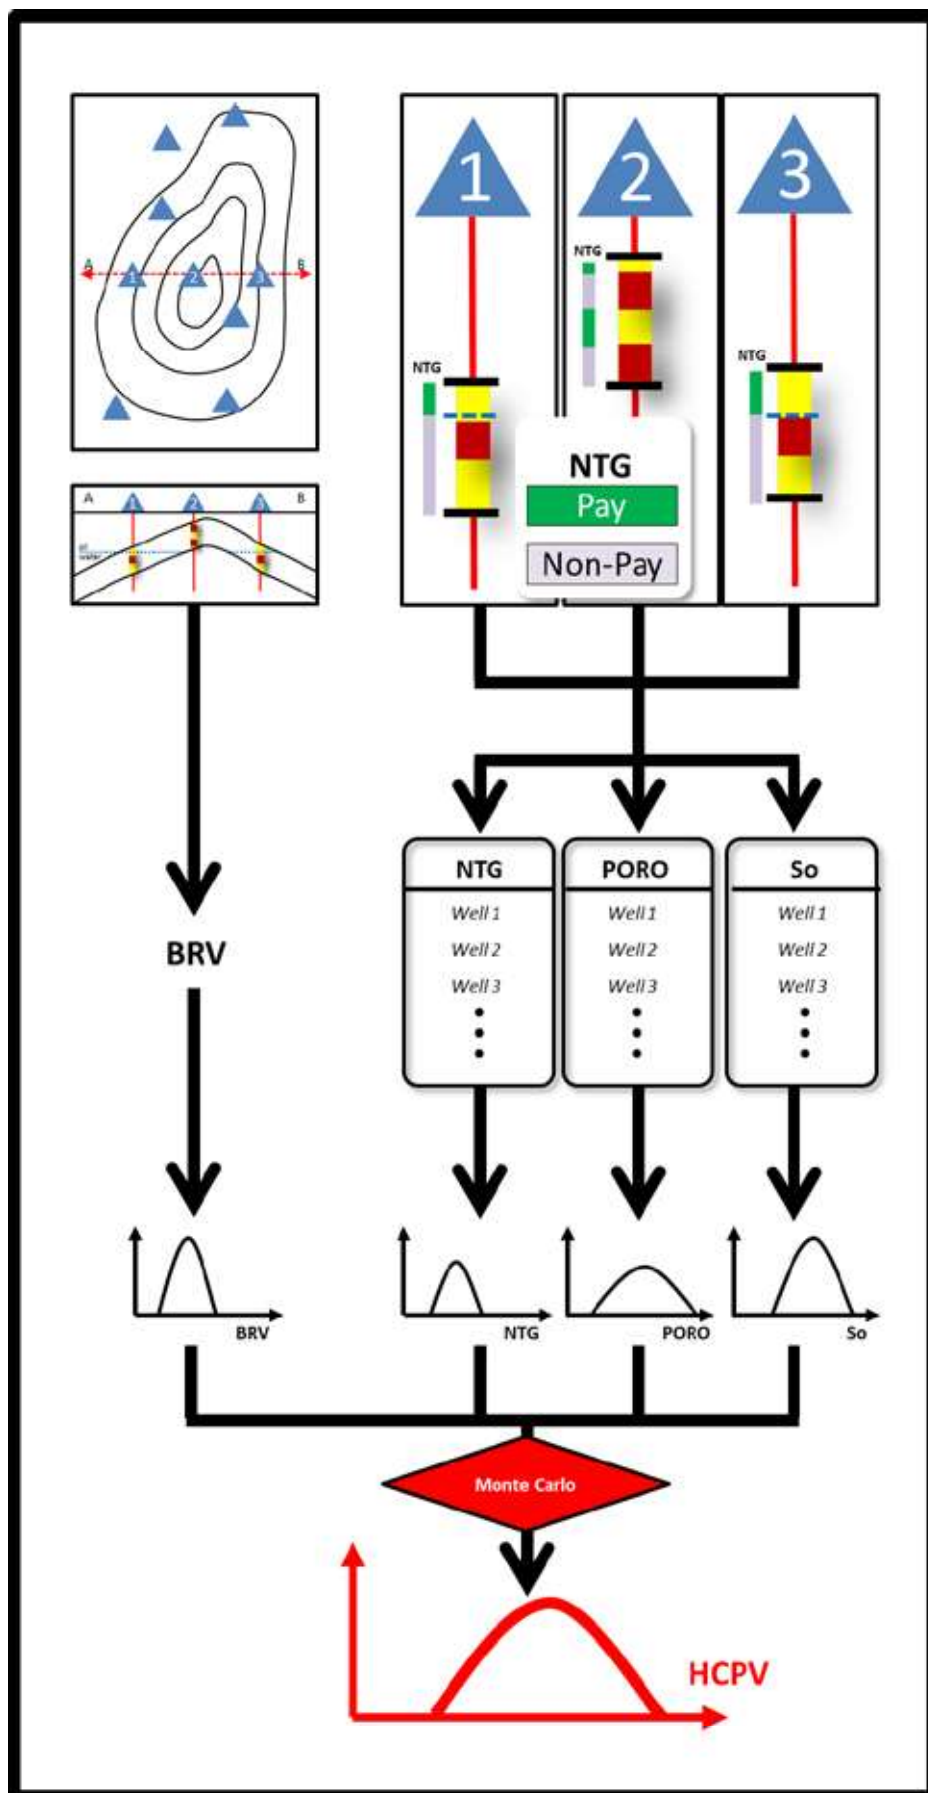 A
B
1
2
3
A
B
1
2
3
water
1
2
3
NTG
NTG
NTG
NTG
Pay
Non-Pay
NTG
Well 1
Well 2
Well 3
PORO
Well 1
Well 2
Well 3
So
Well 1
Well 2
Well 3
BRV
BRV
NTG
PORO
So
Monte Carlo
HCPV